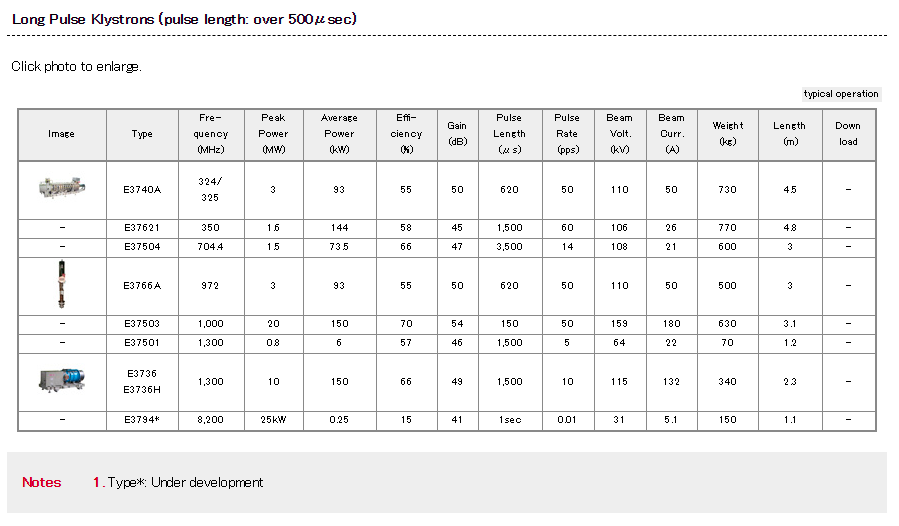 Long Pulse Klystrons (pulse length: over 500μsec)
Click photo to enlarge.
typical operation
Image Type Fre-quency (MHz) Peak Power (MW) Average Power (kW) Effi-ciency (%) Gain (dB) Pulse Length (μs) Pulse Rate (pps) Beam Volt. (kV) Beam Curr. (A) Weight (kg) Length (m) Down load
E3740A 324/325 3 93 55 50 620 50 110 50 730 4.5 -
- E37621 350 1.6 144 58 45 1,500 60 106 26 770 4.8 -
- E37504 704.4 1.5 73.5 66 47 3,500 14 108 21 600 3 -
E3766A 972 3 93 55 50 620 50 110 50 500 3 -
- E37503 1,000 20 150 70 54 150 50 159 180 630 3.1 -
- E37501 1,300 0.8 6 57 46 1,500 5 64 22 70 1.2 -
E3736 E3736H 1,300 10 150 66 49 1,500 10 115 132 340 2.3 -
- E3794* 8,200 25kW 0.25 15 41 1sec 0.01 31 5.1 150 1.1 -
Notes 1. Type*: Under development